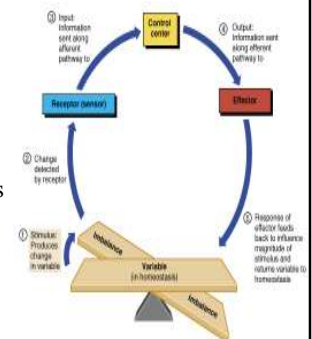 ③ Input:
Information
sent along
afferent
pathway to
Control
center
④ Output:
Information sent
along efferent
pathway to
Receptor (sensor)
Effector
② Change
detected
by receptor
s
① Stimulus:
Produces
change
in variable
Imbalance
Variable
(in homeostasis)
Imbalance
⑤ Response of
effector feeds
back to influence
magnitude of
stimulus and
returns variable to
homeostasis